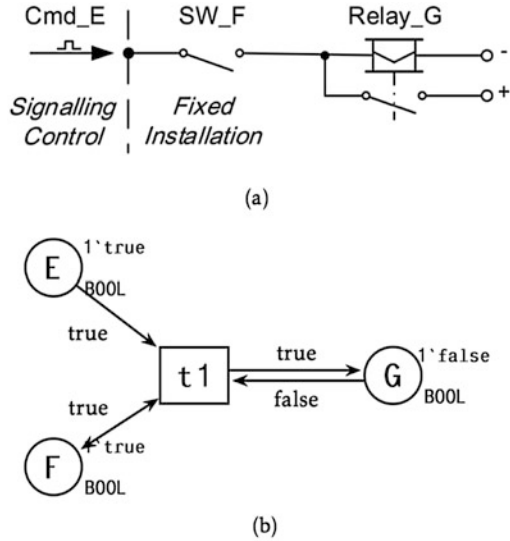 Cmd_E SW_F Relay_G
-
+
Signalling Fixed
Control Installation
(a)
E 1`true
BOOL
true
t1
true
false
G 1`false
BOOL
true
F 1`true
BOOL
(b)